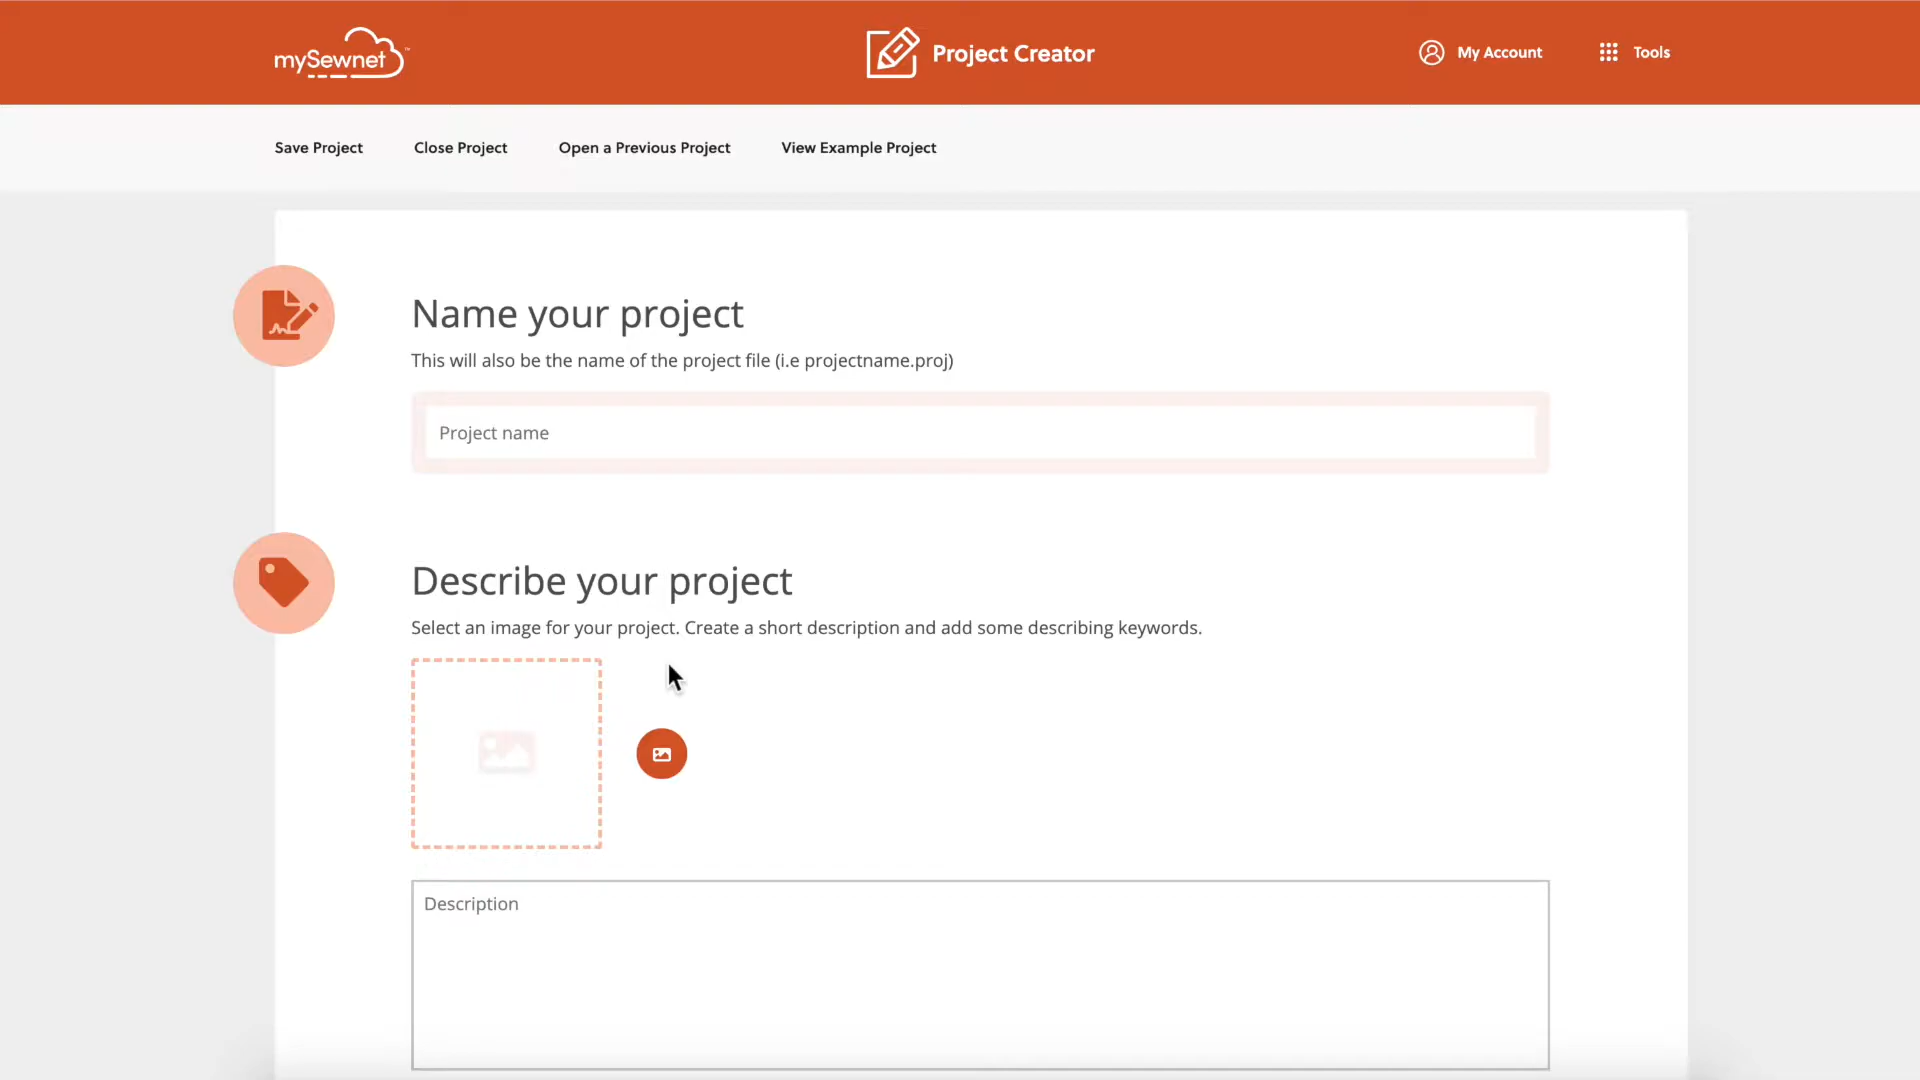 mySewnet™
Project Creator
My Account
Tools
Save Project
Close Project
Open a Previous Project
View Example Project
Name your project
This will also be the name of the project file (i.e projectname.proj)
Project name
Describe your project
Select an image for your project. Create a short description and add some describing keywords.
Description